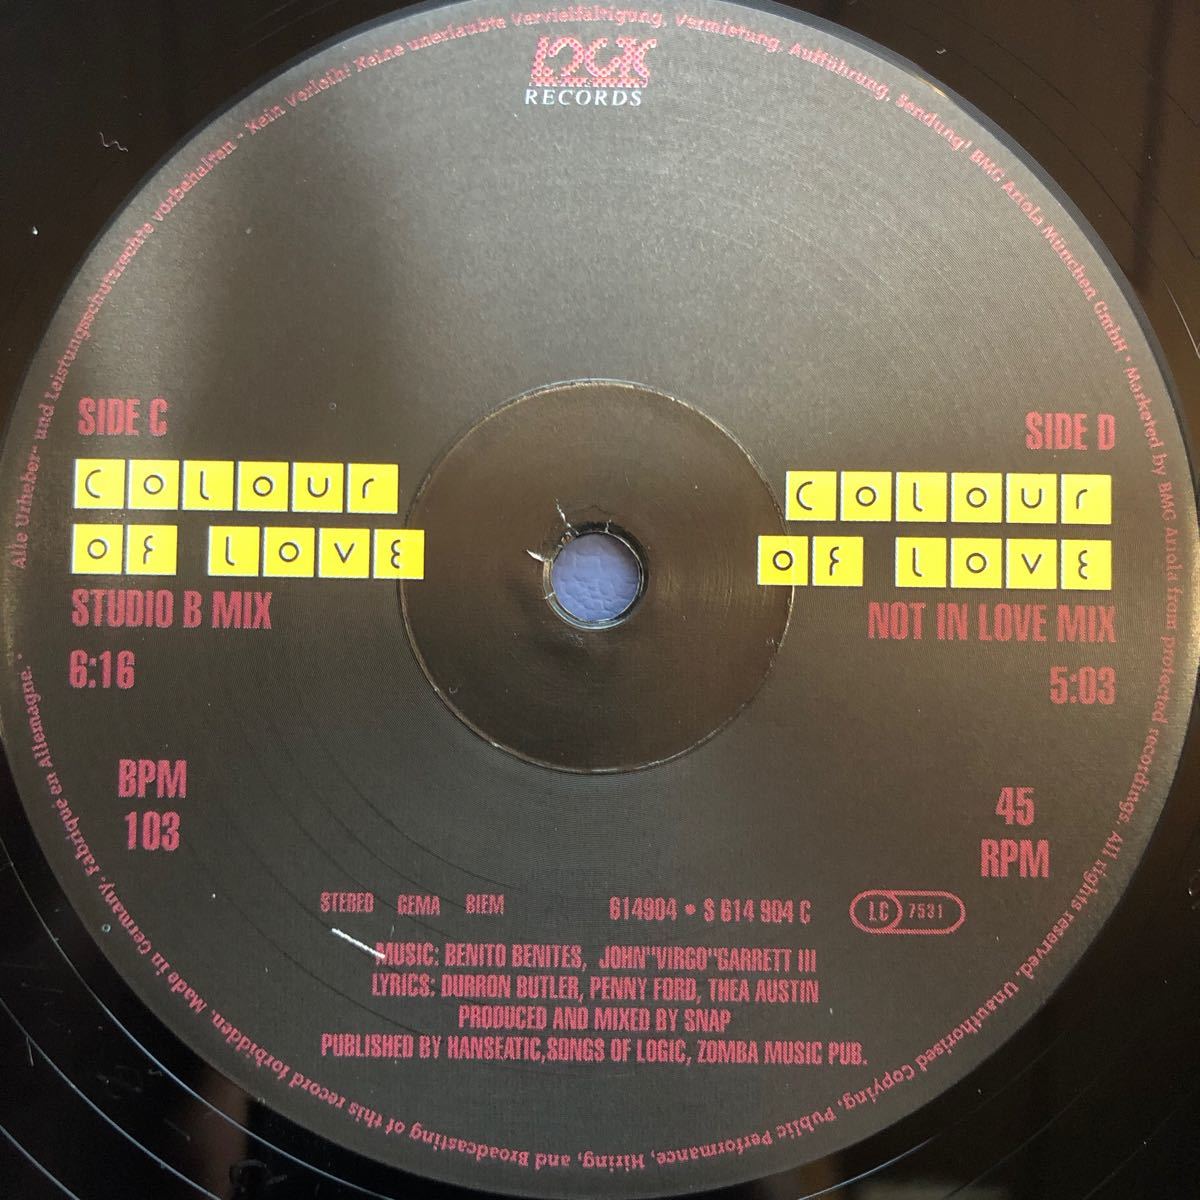 Alle Urheber- und Leistungsschutzrechte vorbehalten - Kein Verleih! Keine unerlaubte Vervielfältigung, Vermietung, Aufführung, Sendung! BMG Ariola München GmbH • Marketed by BMG Ariola from protected recordings. All rights reserved. Unauthorised Copying, Public Performance, Hiring, and Broadcasting of this record forbidden. Made in Germany. Fabriqué en Allemagne. •
RECORDS
SIDE C
COLOUR
OF LOVE
STUDIO B MIX
6:16
BPM
103
SIDE D
COLOUR
OF LOVE
NOT IN LOVE MIX
5:03
45
RPM
STEREO GEMA BIEM 614904 • S 614 904 C LC 7531
MUSIC: BENITO BENITES, JOHN"VIRGO"GARRETT III
LYRICS: DURRON BUTLER, PENNY FORD, THEA AUSTIN
PRODUCED AND MIXED BY SNAP
PUBLISHED BY HANSEATIC,SONGS OF LOGIC, ZOMBA MUSIC PUB.